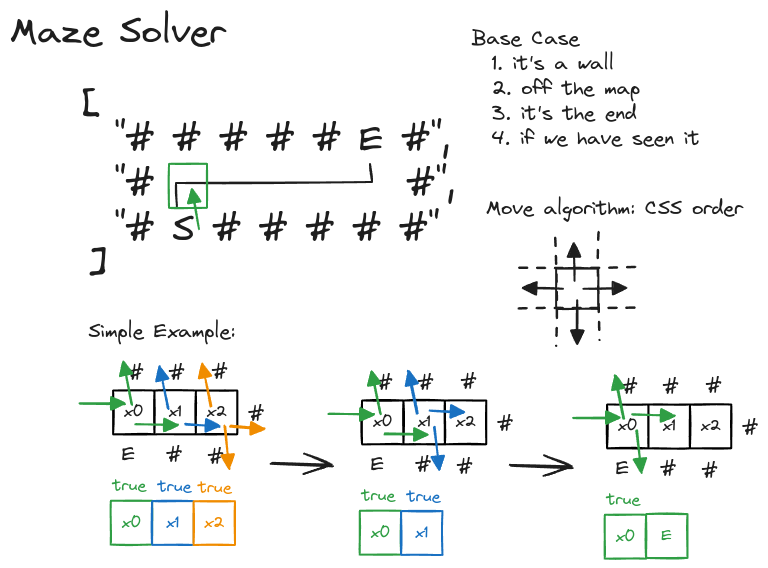 Maze Solver
Base Case
1. it's a wall
2. off the map
3. it's the end
4. if we have seen it
[
"# # # # # E #",
"# #",
"# S # # # # #"
]
Move algorithm: CSS order
Simple Example:
# # #
x0 x1 x2 #
E # #
true true true
x0 x1 x2
# # #
x0 x1 x2 #
E # #
true true
x0 x1
# # #
x0 x1 x2 #
E # #
true
x0 E